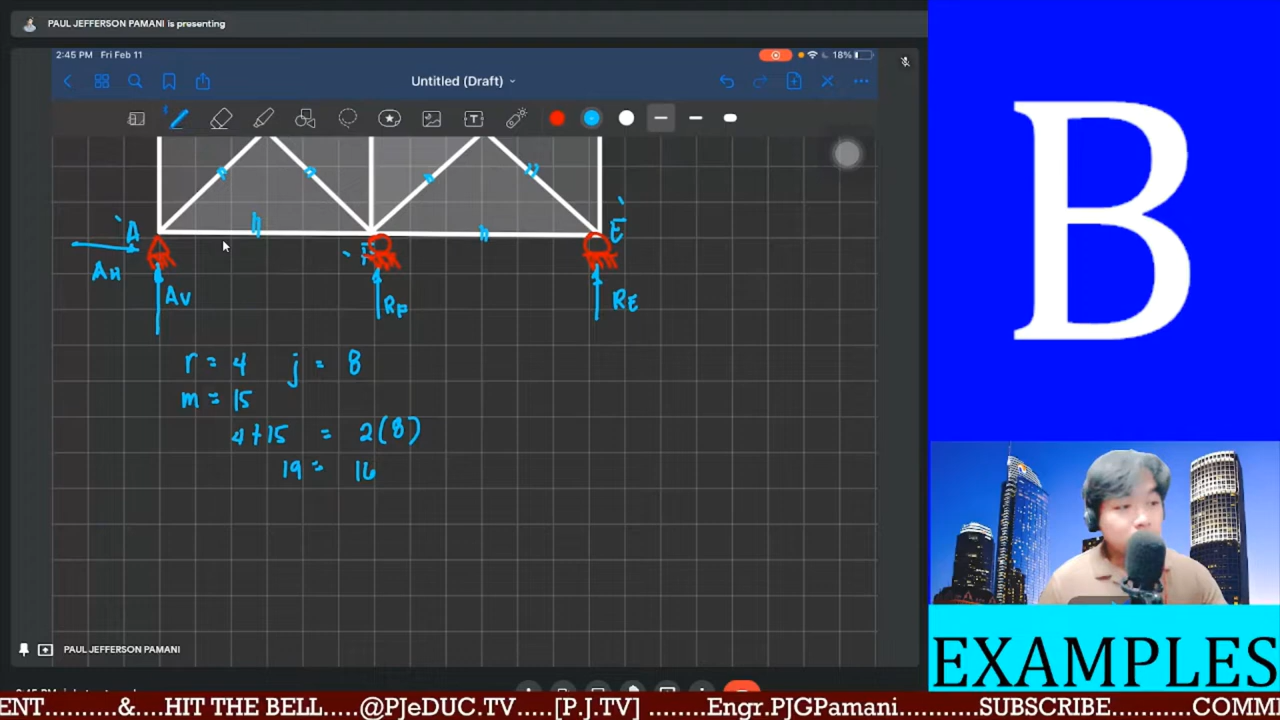 PAUL JEFFERSON PAMANI is presenting
2:45 PM Fri Feb 11
18%
Untitled (Draft)
T
A
E
F
AH
AV
RF
RE
r = 4 j = 8
m = 15
4+15 = 2(8)
19 = 16
PAUL JEFFERSON PAMANI
B
EXAMPLES
ENT.........&....HIT THE BELL.....@PJeDUC.TV.....[P.J.TV] ........Engr.PJGPamani..........SUBSCRIBE............COMM